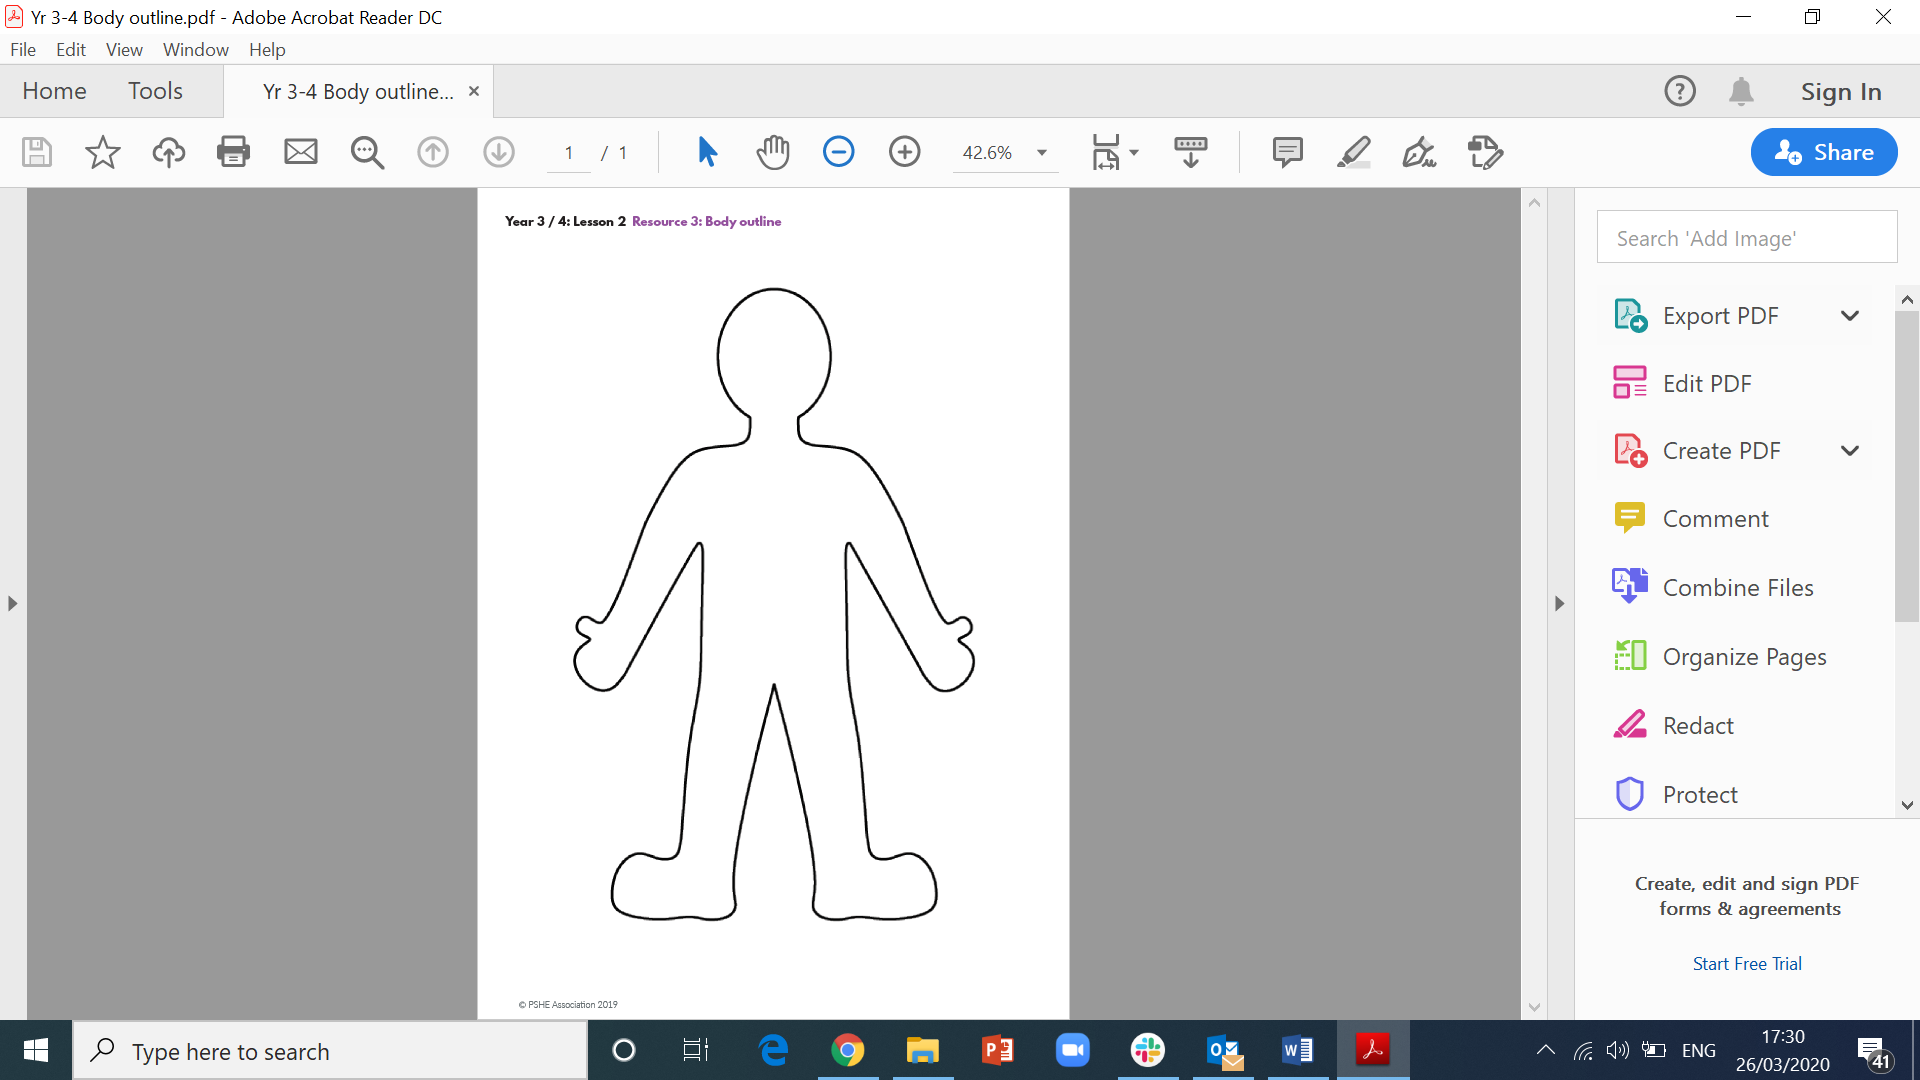 Yr 3-4 Body outline.pdf - Adobe Acrobat Reader DC
File Edit View Window Help
Home Tools Yr 3-4 Body outline... × Sign In
1 / 1 42.6% Share
Year 3 / 4: Lesson 2 Resource 3: Body outline
© PSHE Association 2019
Search 'Add Image'
Export PDF
Edit PDF
Create PDF
Comment
Combine Files
Organize Pages
Redact
Protect
Create, edit and sign PDF
forms & agreements
Start Free Trial
Type here to search
ENG
17:30
26/03/2020
41